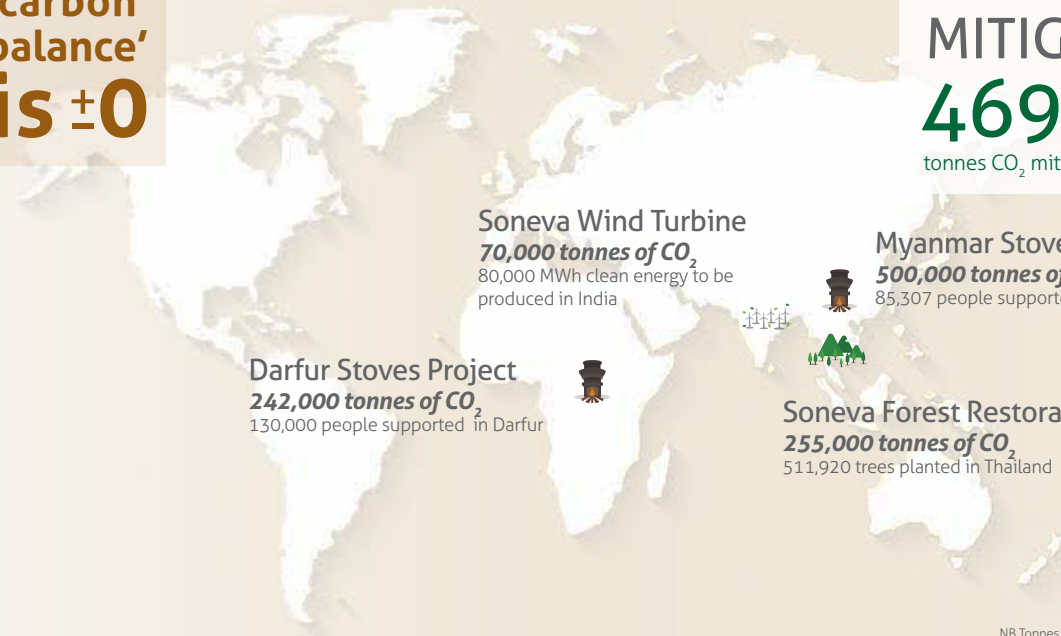 carbon
balance’
is ±0
MITIG
469
tonnes CO₂ mit
Soneva Wind Turbine
70,000 tonnes of CO₂
80,000 MWh clean energy to be
produced in India
Myanmar Stove
500,000 tonnes of
85,307 people support
Darfur Stoves Project
242,000 tonnes of CO₂
130,000 people supported in Darfur
Soneva Forest Restora
255,000 tonnes of CO₂
511,920 trees planted in Thailand
NB Tonnes